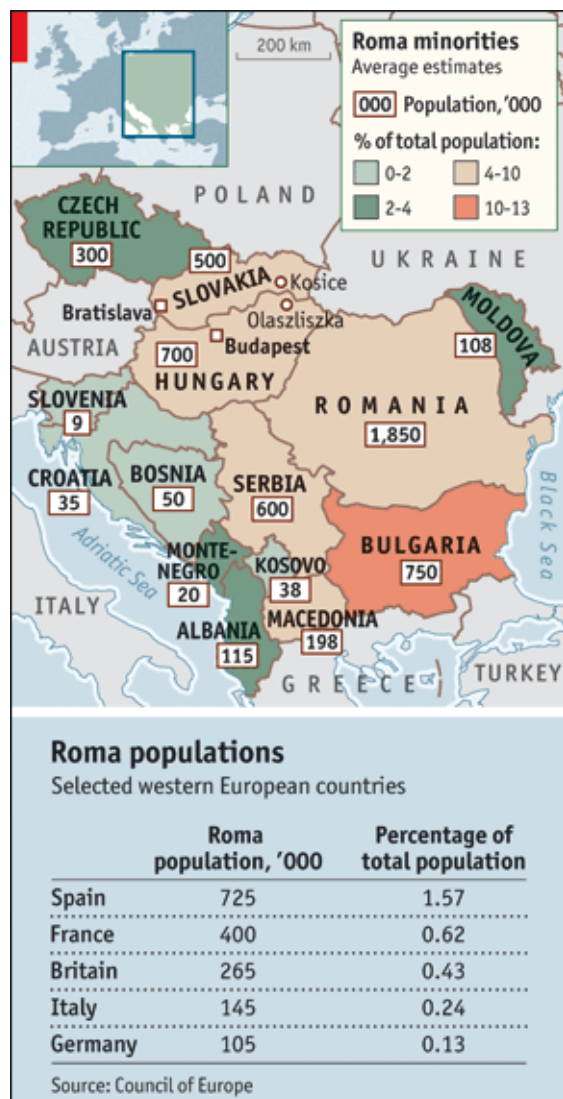 200 km
Roma minorities
Average estimates
000 Population, ’000
% of total population:
0-2
4-10
2-4
10-13
POLAND
CZECH
REPUBLIC
300
500
SLOVAKIA
Kosice
UKRAINE
Bratislava
Olaszliszka
MOLDOVA
108
AUSTRIA
700
Budapest
HUNGARY
SLOVENIA
9
ROMANIA
1,850
CROATIA
35
BOSNIA
50
SERBIA
600
Black Sea
Adriatic Sea
MONTE-
NEGRO
20
KOSOVO
38
BULGARIA
750
ITALY
ALBANIA
115
MACEDONIA
198
GREECE
TURKEY
Roma populations
Selected western European countries
Roma
population, ’000
Percentage of
total population
Spain 725 1.57
France 400 0.62
Britain 265 0.43
Italy 145 0.24
Germany 105 0.13
Source: Council of Europe